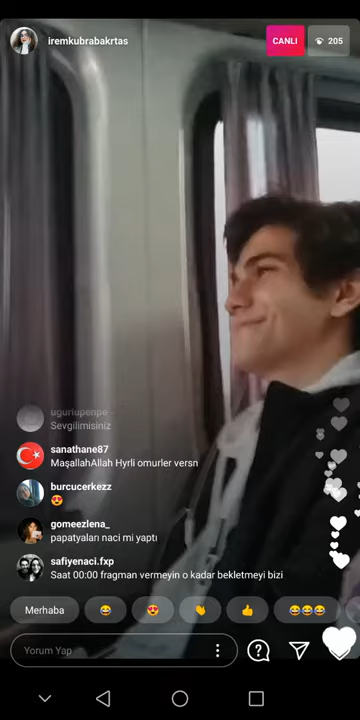 iremkubrabakrtas
CANLI
205
ugurlupenpe
Sevgilimisiniz
sanathane87
MaşallahAllah Hyrli omurler versn
burcucerkezz
😍
gomeezlena_
papatyaları naci mi yaptı
safiyenaci.fxp
Saat 00:00 fragman vermeyin o kadar bekletmeyi bizi
Merhaba 😂 😍 👏 👍 😂😂😂
Yorum Yap